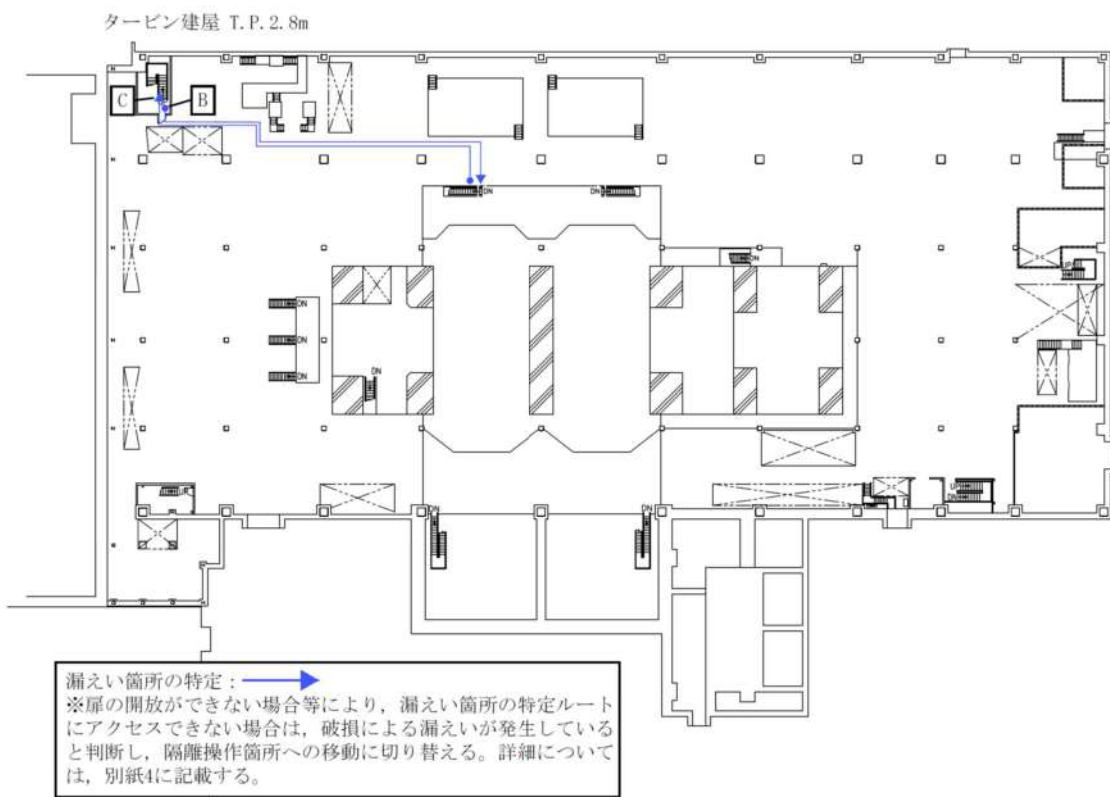 タービン建屋 T.P.2.8m
C
B
DN
DN
DN
UP
DN
DN
DN
DN
UP
UP
DN
DN
DN
漏えい箇所の特定：
※扉の開放ができない場合等により，漏えい箇所の特定ルート
にアクセスできない場合は，破損による漏えいが発生している
と判断し，隔離操作箇所への移動に切り替える。詳細について
は，別紙4に記載する。